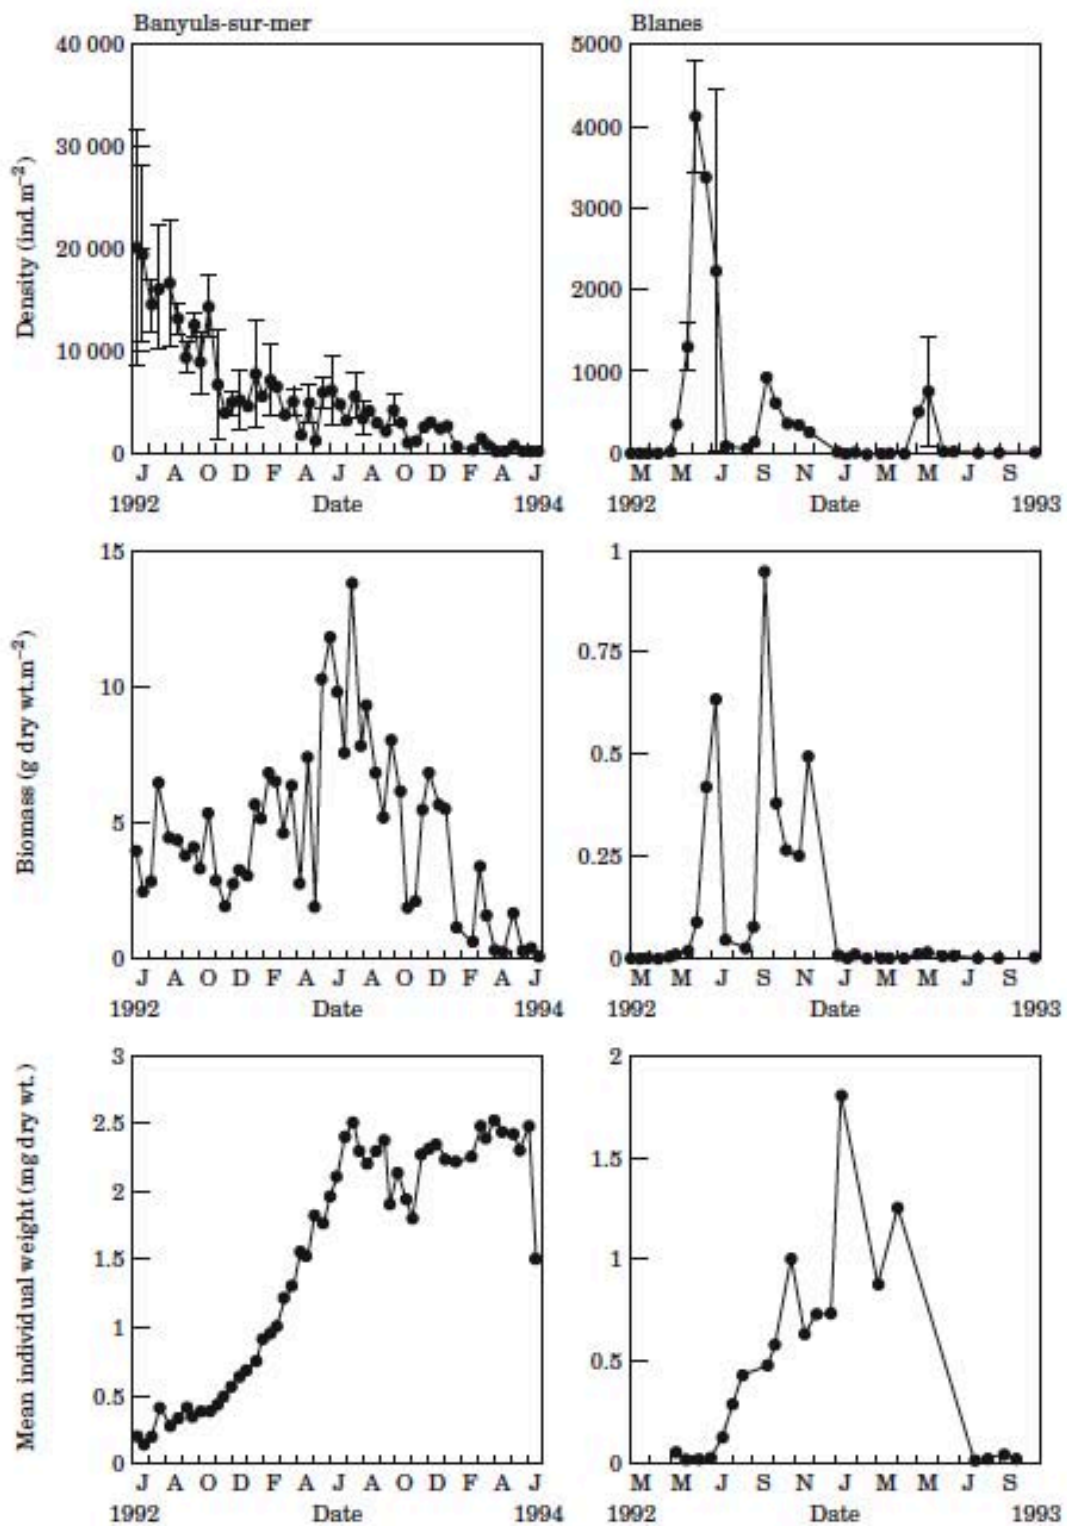 Banyuls-sur-mer
Blanes
Density (ind.m⁻²)
40 000
30 000
20 000
10 000
0
J A O D F A J A O D F A J
1992 Date 1994
5000
4000
3000
2000
1000
0
M M J S N J M M J S
1992 Date 1993
Biomass (g dry wt.m⁻²)
15
10
5
0
J A O D F A J A O D F A J
1992 Date 1994
1
0.75
0.5
0.25
0
M M J S N J M M J S
1992 Date 1993
Mean individual weight (mg dry wt.)
3
2.5
2
1.5
1
0.5
0
J A O D F A J A O D F A J
1992 Date 1994
2
1.5
1
0.5
0
M M J S N J M M J S
1992 Date 1993